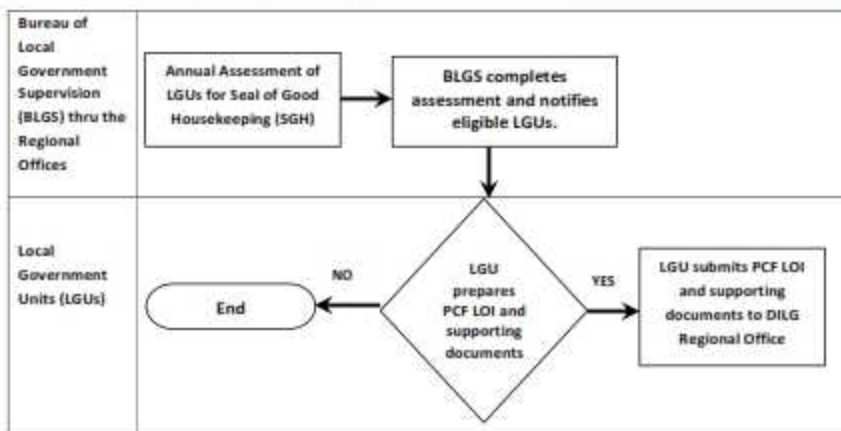 Bureau of
Local
Government
Supervision
(BLGS) thru the
Regional
Offices
Annual Assessment of
LGUs for Seal of Good
Housekeeping (SGH)
BLGS completes
assessment and notifies
eligible LGUs.
Local
Government
Units (LGUs)
End
NO
LGU
prepares
PCF LOI and
supporting
documents
YES
LGU submits PCF LOI
and supporting
documents to DILG
Regional Office